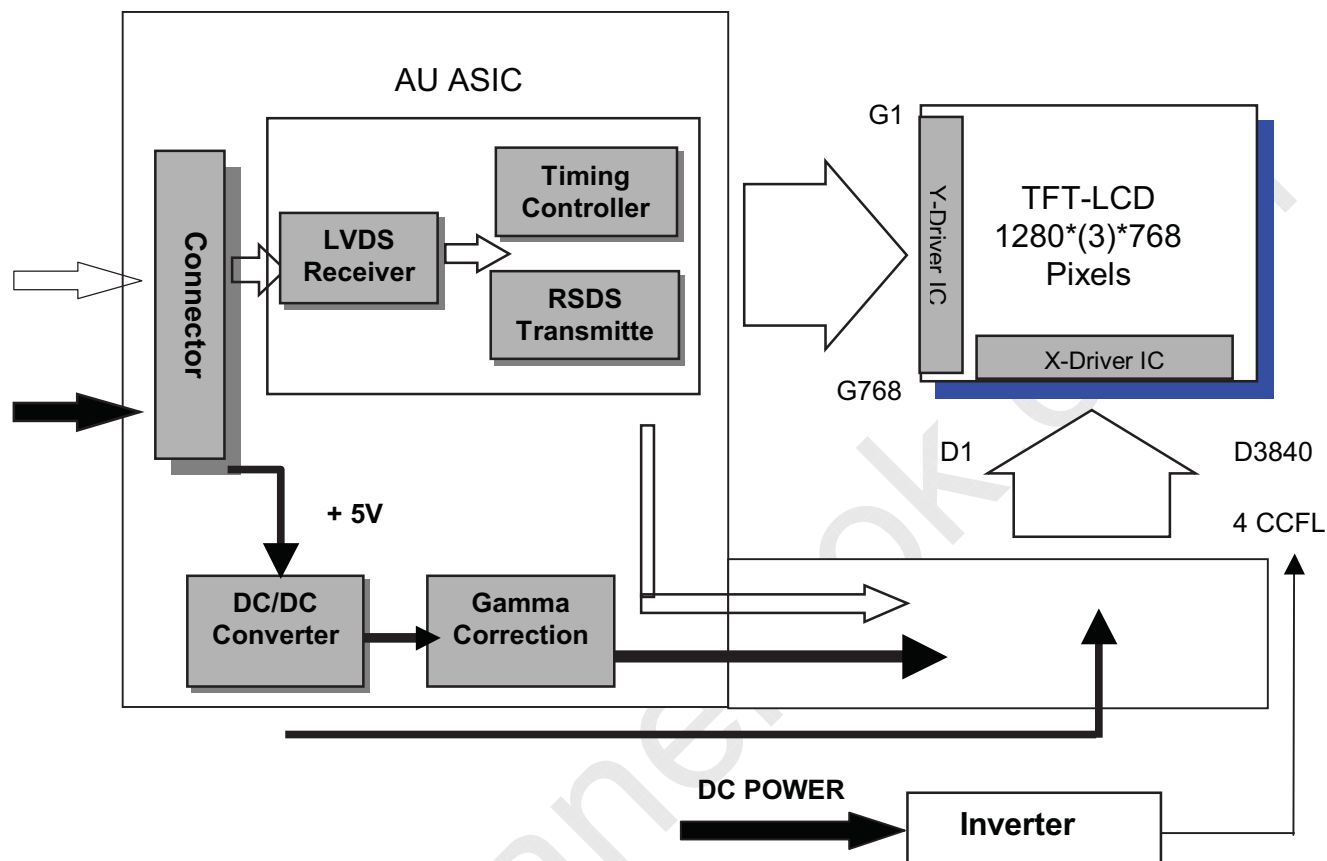 AU ASIC
Connector
LVDS
Receiver
Timing
Controller
RSDS
Transmitte
G1
Y-Driver IC
TFT-LCD
1280*(3)*768
Pixels
X-Driver IC
G768
D1
D3840
4 CCFL
+ 5V
DC/DC
Converter
Gamma
Correction
DC POWER
Inverter